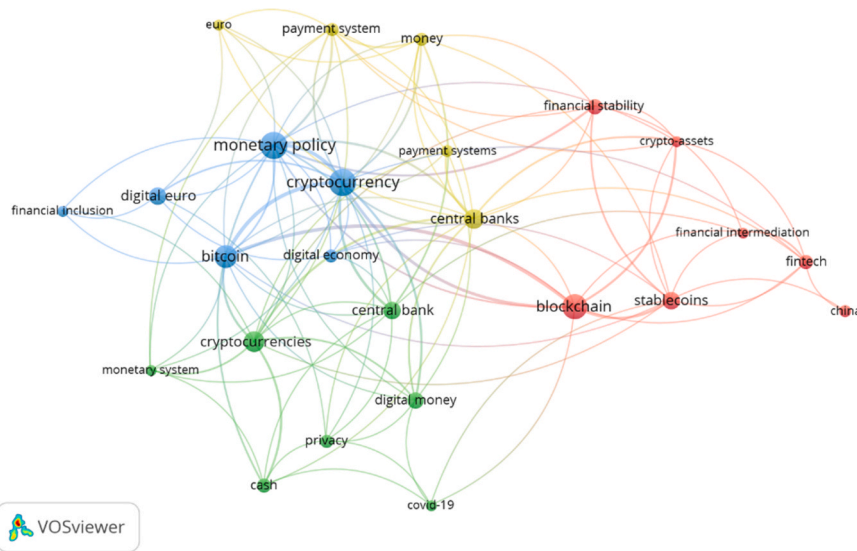 euro
payment system
money
financial stability
crypto-assets
monetary policy
payment systems
cryptocurrency
digital euro
financial inclusion
central banks
financial intermediation
bitcoin
digital economy
fintech
blockchain
stablecoins
china
central bank
cryptocurrencies
monetary system
digital money
privacy
cash
covid-19
VOSviewer